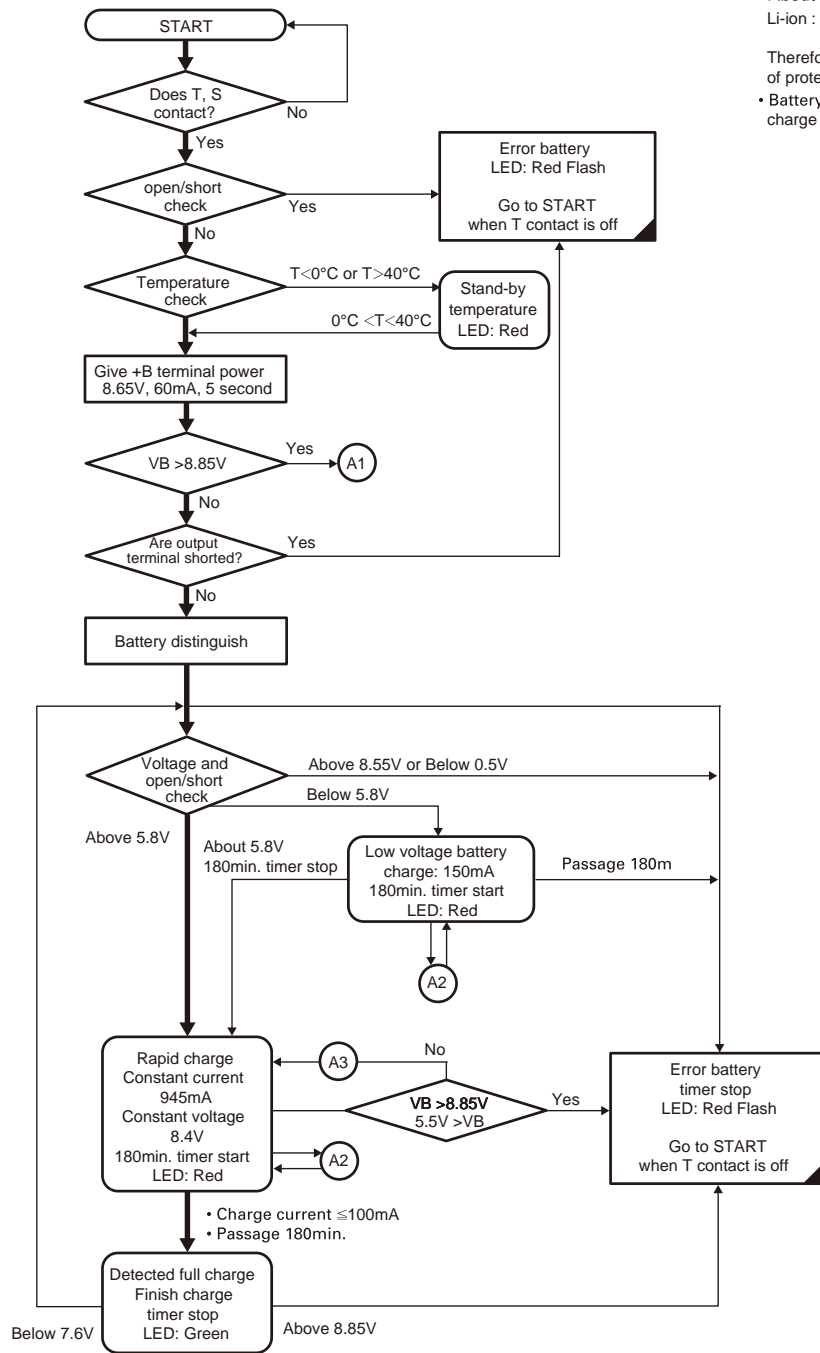 About
Li-ion :
of prote
• Battery
charge
START
Does T, S
contact?
No
Yes
open/short
check
Yes
No
Error battery
LED: Red Flash
Go to START
when T contact is off
Temperature
check
T<0°C or T>40°C
Stand-by
temperature
LED: Red
0°C <T<40°C
Give +B terminal power
8.65V, 60mA, 5 second
VB >8.85V
Yes
A1
No
Are output
terminal shorted?
Yes
No
Battery distinguish
Voltage and
open/short
check
Above 8.55V or Below 0.5V
Below 5.8V
Above 5.8V
About 5.8V
180min. timer stop
Low voltage battery
charge: 150mA
180min. timer start
LED: Red
Passage 180m
A2
Rapid charge
Constant current
945mA
Constant voltage
8.4V
180min. timer start
LED: Red
A3
No
VB >8.85V
5.5V >VB
Yes
A2
Error battery
timer stop
LED: Red Flash
Go to START
when T contact is off
• Charge current ≦100mA
• Passage 180min.
Detected full charge
Finish charge
timer stop
LED: Green
Below 7.6V
Above 8.85V